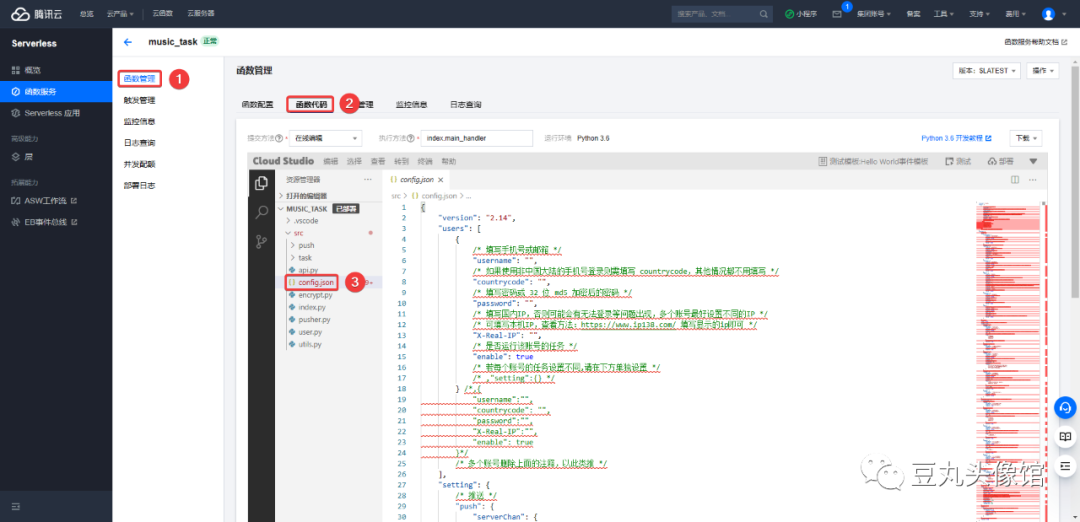 腾讯云 总览 云产品 云函数 云服务器 搜索产品、文档 小程序 1 集团账号 备案 工具 支持 费用
Serverless
music_task 正常
函数服务帮助文档
概览
函数服务
Serverless 应用
高级能力
层
拓展能力
ASW工作流
EB事件总线
函数管理 1
触发管理
监控信息
日志查询
并发配额
部署日志
函数管理
版本: $LATEST 操作
函数配置 函数代码 2 管理 监控信息 日志查询
提交方法 在线编辑 执行方法 index.main_handler 运行环境 Python 3.6 Python 3.6 开发教程 下载
Cloud Studio 编辑 选择 查看 转到 终端 帮助 测试模板:Hello World事件模板 测试 部署
资源管理器
打开的编辑器
MUSIC_TASK 已部署
.vscode
src
push
task
api.py
config.json 3
encrypt.py
index.py
pusher.py
user.py
utils.py
config.json
src > config.json > ...
1 {
2 "version": "2.14",
3 "users": [
4 {
5 /* 填写手机号或邮箱 */
6 "username": "",
7 /* 如果使用非中国大陆的手机号登录则需填写 countrycode, 其他情况都不用填写 */
8 "countrycode": "",
9 /* 填写密码或 32 位 md5 加密后的密码 */
10 "password": "",
11 /* 填写国内IP, 否则可能会有无法登录等问题出现, 多个账号最好设置不同的IP */
12 /* 可填写本机IP, 查看方法: https://www.ip138.com/ 填写显示的ip即可 */
13 "X-Real-IP": "",
14 /* 是否运行该账号的任务 */
15 "enable": true
16 /* 若每个账号的任务设置不同,请在下方单独设置 */
17 /* ,"setting":{} */
18 } /*,{
19 "username":"",
20 "countrycode": "",
21 "password":"",
22 "X-Real-IP":"",
23 "enable": true
24 }*/
25 /* 多个账号删除上面的注释, 以此类推 */
26 ],
27 "setting": {
28 /* 推送 */
29 "push": {
30 "serverChan": {
豆丸头像馆